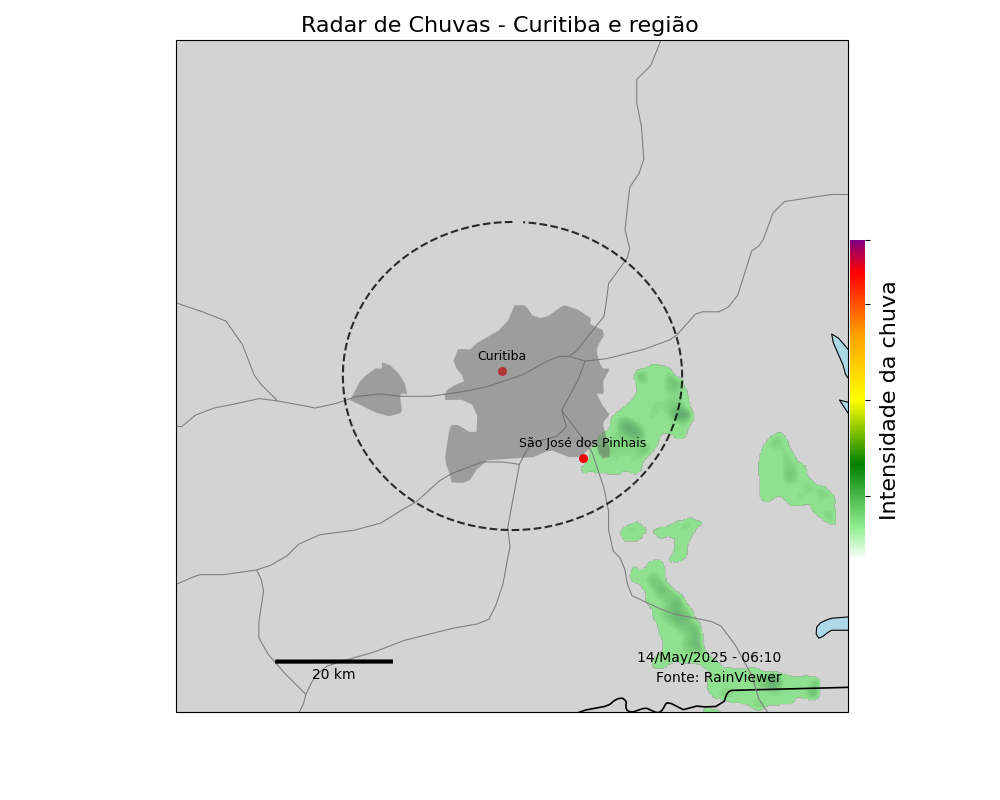 Radar de Chuvas - Curitiba e região
Curitiba
São José dos Pinhais
Intensidade da chuva
14/May/2025 - 06:10
Fonte: RainViewer
20 km